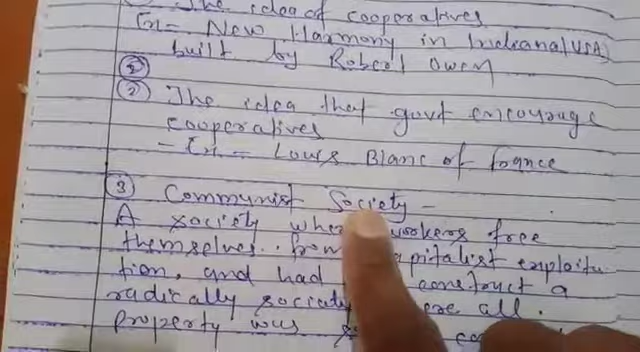 The idea of cooperatives
Ex- New Harmony in Indiana(USA)
built by Robert Owen
②
② The idea that govt encourage
cooperatives
- Ex - Louis Blanc of france
③ Communist Society -
A society where workers free
themselves from capitalist exploita
tion, and had construct a
radically society all.
Property was